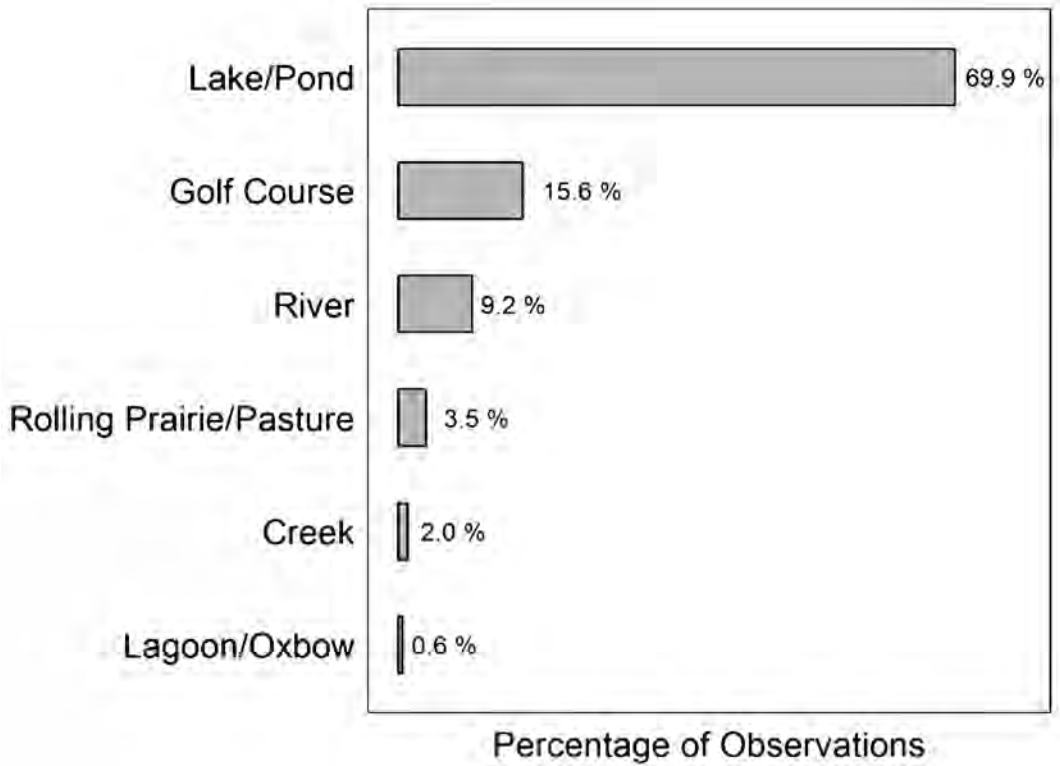 Lake/Pond 69.9 %
Golf Course 15.6 %
River 9.2 %
Rolling Prairie/Pasture 3.5 %
Creek 2.0 %
Lagoon/Oxbow 0.6 %
Percentage of Observations